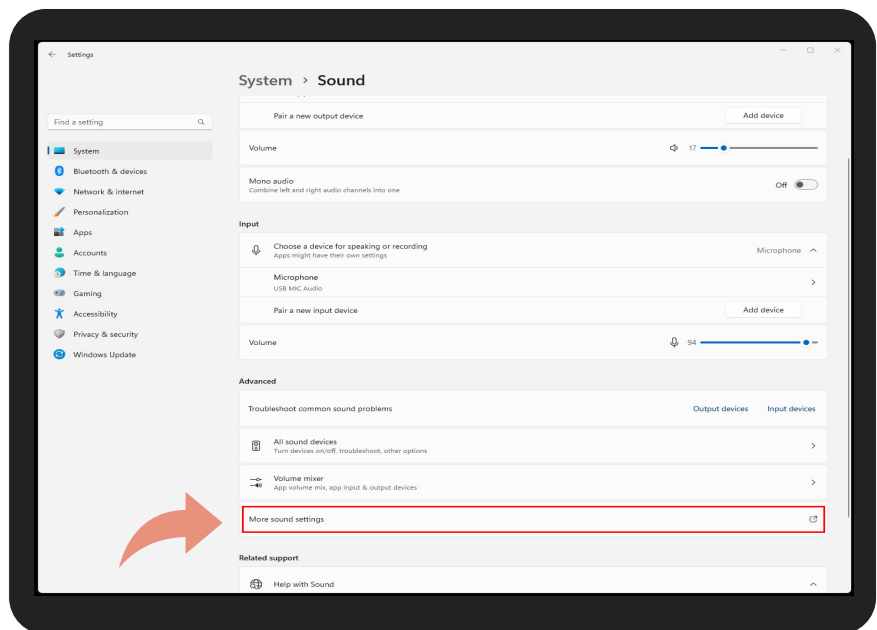 Settings
System > Sound
Find a setting
System
Bluetooth & devices
Network & internet
Personalization
Apps
Accounts
Time & language
Gaming
Accessibility
Privacy & security
Windows Update
Pair a new output device
Add device
Volume
17
Mono audio
Combine left and right audio channels into one
Off
Input
Choose a device for speaking or recording
Apps might have their own settings
Microphone
Microphone
USB MIC Audio
Pair a new input device
Add device
Volume
94
Advanced
Troubleshoot common sound problems
Output devices Input devices
All sound devices
Turn devices on/off, troubleshoot, other options
Volume mixer
App volume mix, app input & output devices
More sound settings
Related support
Help with Sound